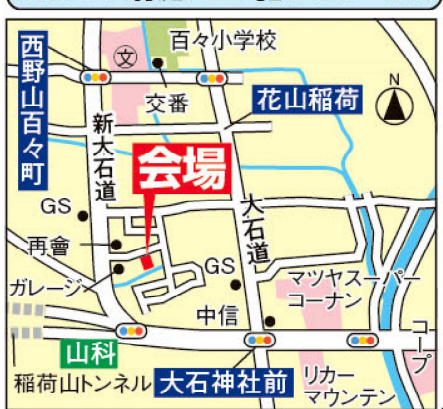 百々小学校
西野山百々町
文
交番
花山稲荷
N
新大石道
会場
大石道
GS
再會
ガレージ
GS
マツヤスーパー
コーナン
中信
コープ
山科
稲荷山トンネル
大石神社前
リカー
マウンテン